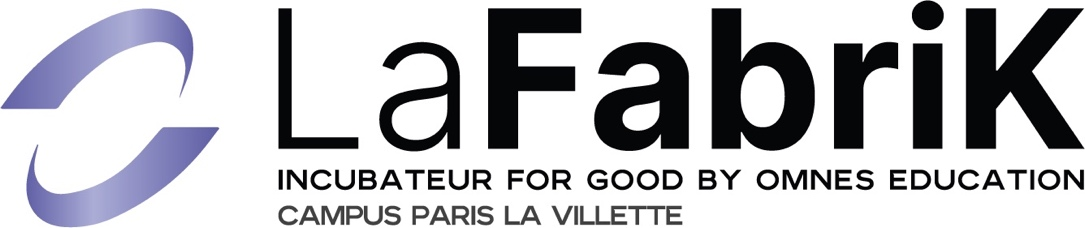 LaFabriK
INCUBATEUR FOR GOOD BY OMNES EDUCATION
CAMPUS PARIS LA VILLETTE